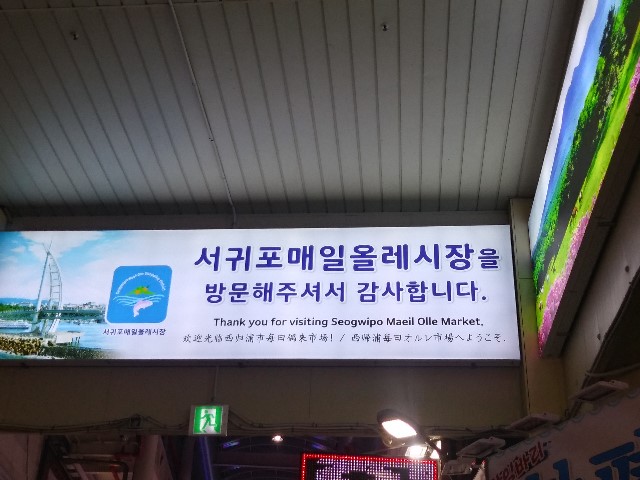 서귀포매일올레시장을
방문해주셔서 감사합니다.
서귀포매일올레시장
Thank you for visiting Seogwipo Maeil Olle Market.
欢迎光临西归浦市每日偶来市场! / 西帰浦毎日オルレ市場へようこそ.